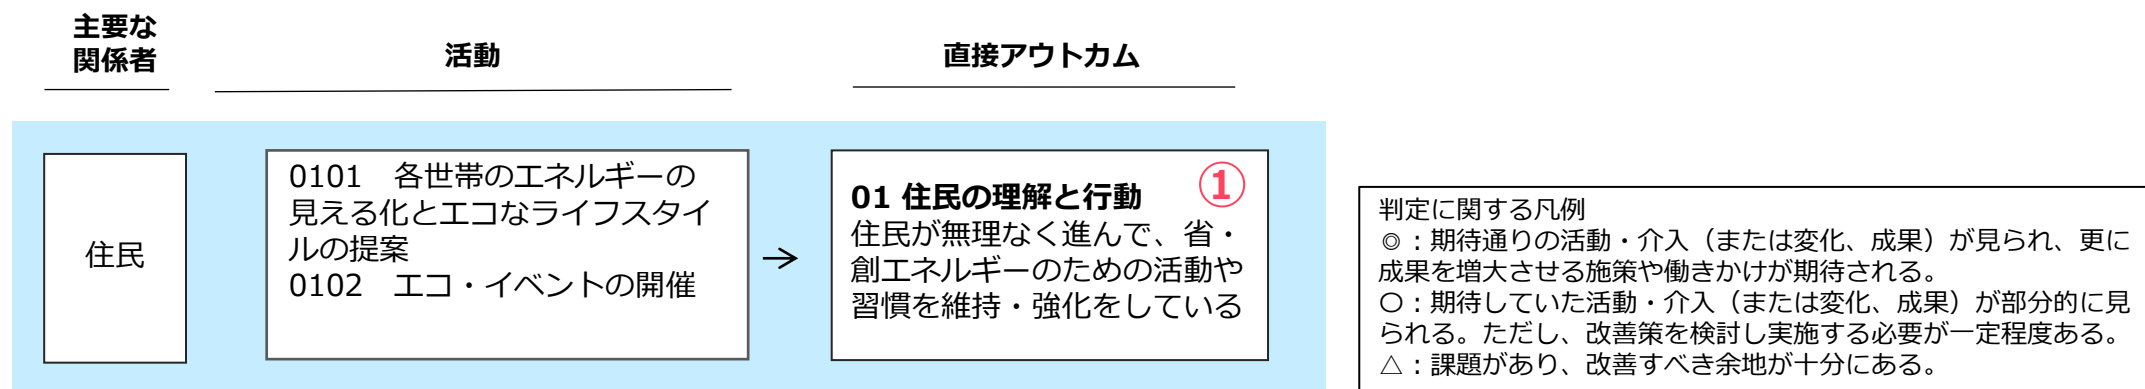 主要な
関係者
活動
直接アウトカム
住民
0101　各世帯のエネルギーの
見える化とエコなライフスタイ
ルの提案
0102　エコ・イベントの開催
→
01 住民の理解と行動
①
住民が無理なく進んで、省・
創エネルギーのための活動や
習慣を維持・強化をしている
判定に関する凡例
◎：期待通りの活動・介入（または変化、成果）が見られ、更に
成果を増大させる施策や働きかけが期待される。
〇：期待していた活動・介入（または変化、成果）が部分的に見
られる。ただし、改善策を検討し実施する必要が一定程度ある。
△：課題があり、改善すべき余地が十分にある。